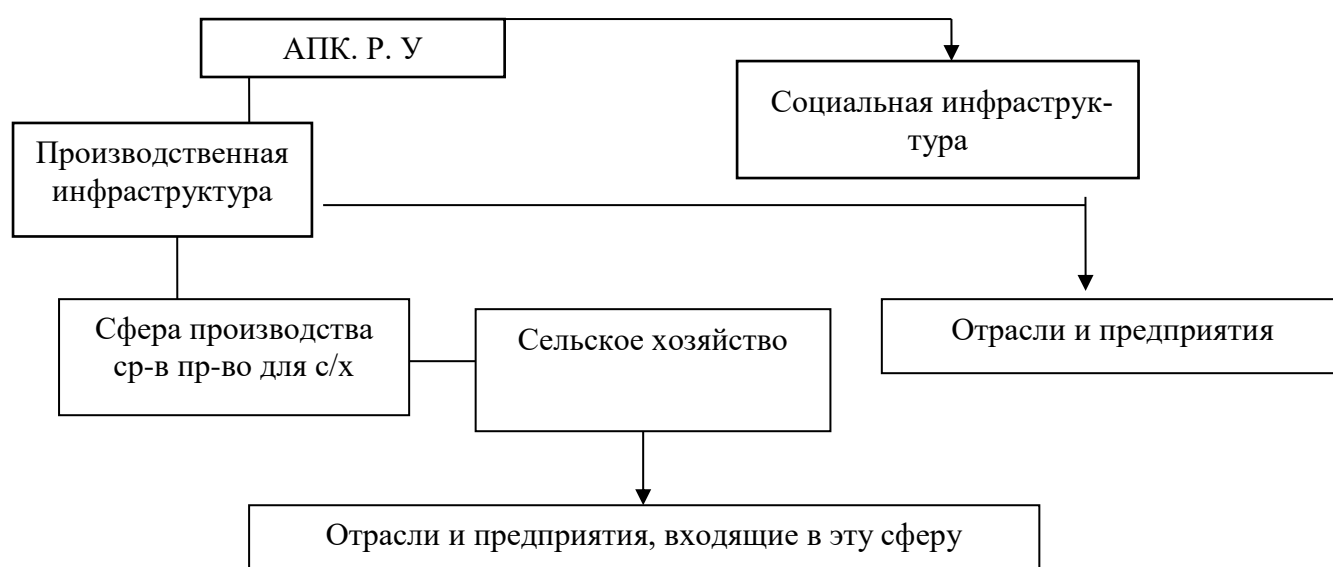 АПК. Р. У
Социальная инфраструк-
тура
Производственная
инфраструктура
Сфера производства
ср-в пр-во для с/х
Сельское хозяйство
Отрасли и предприятия
Отрасли и предприятия, входящие в эту сферу